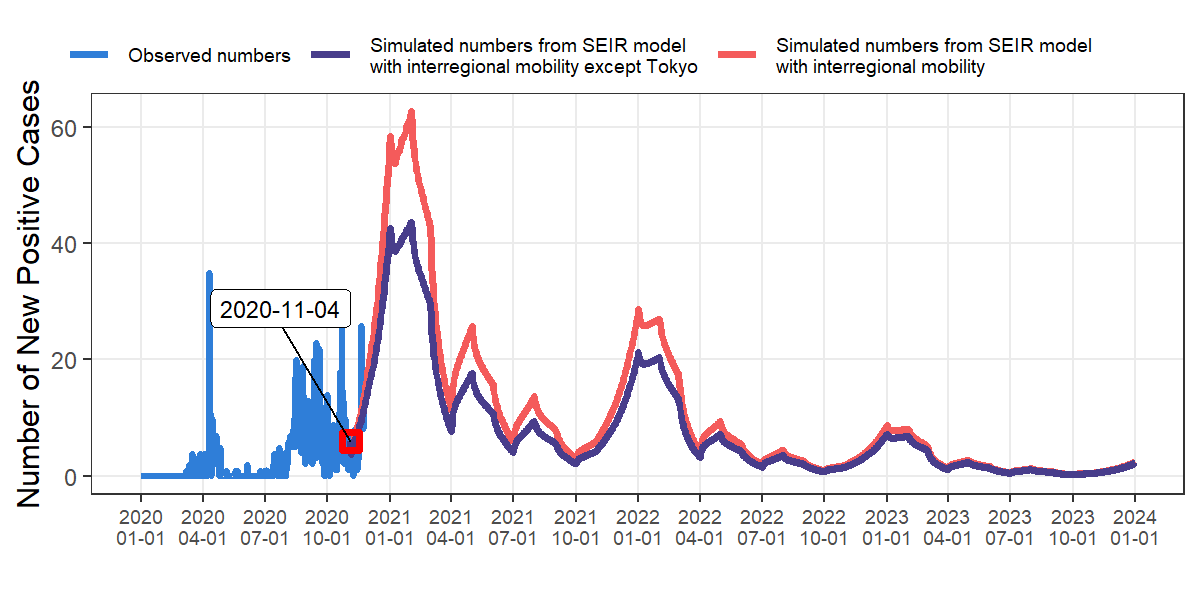 Observed numbers
Simulated numbers from SEIR model
with interregional mobility except Tokyo
Simulated numbers from SEIR model
with interregional mobility
Number of New Positive Cases
60
40
20
0
2020-11-04
2020 2020 2020 2020 2021 2021 2021 2021 2022 2022 2022 2022 2023 2023 2023 2023 2024
01-01 04-01 07-01 10-01 01-01 04-01 07-01 10-01 01-01 04-01 07-01 10-01 01-01 04-01 07-01 10-01 01-01